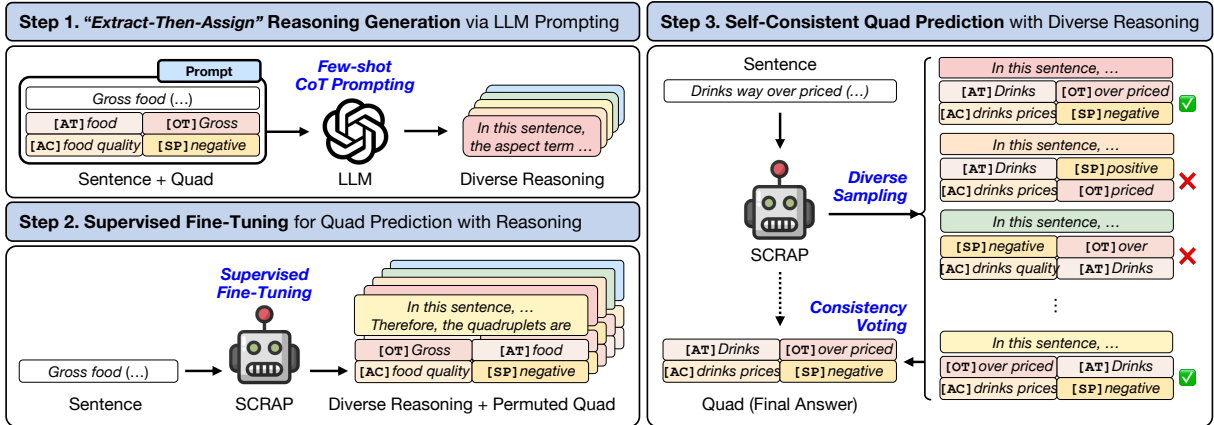 Step 1. "Extract-Then-Assign" Reasoning Generation via LLM Prompting
Prompt
Gross food (…)
[AT]food
[OT]Gross
[AC]food quality
[SP]negative
Sentence + Quad
Few-shot
CoT Prompting
LLM
In this sentence,
the aspect term …
Diverse Reasoning
Step 2. Supervised Fine-Tuning for Quad Prediction with Reasoning
Gross food (…)
Sentence
Supervised
Fine-Tuning
SCRAP
In this sentence, …
Therefore, the quadruplets are
[OT]Gross
[AT]food
[AC]food quality
[SP]negative
Diverse Reasoning + Permuted Quad
Step 3. Self-Consistent Quad Prediction with Diverse Reasoning
Sentence
Drinks way over priced (…)
SCRAP
Diverse
Sampling
Consistency
Voting
[AT]Drinks
[OT]over priced
[AC]drinks prices
[SP]negative
Quad (Final Answer)
In this sentence, …
[AT]Drinks
[OT]over priced
[AC]drinks prices
[SP]negative
In this sentence, …
[AT]Drinks
[SP]positive
[AC]drinks prices
[OT]priced
In this sentence, …
[SP]negative
[OT]over
[AC]drinks quality
[AT]Drinks
⋮
In this sentence, …
[OT]over priced
[AT]Drinks
[AC]drinks prices
[SP]negative